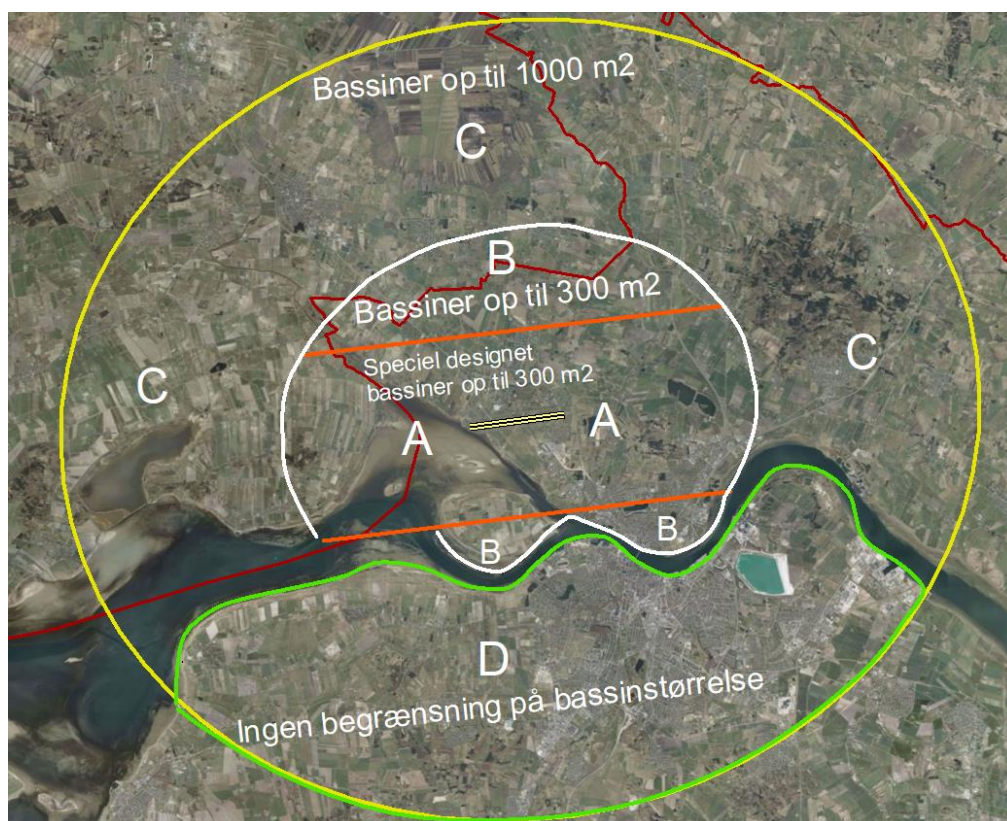 Bassiner op til 1000 m2
C
B
Bassiner op til 300 m2
Speciel designet
bassiner op til 300 m2
C
C
A
A
B
B
D
Ingen begrænsning på bassinstørrelse